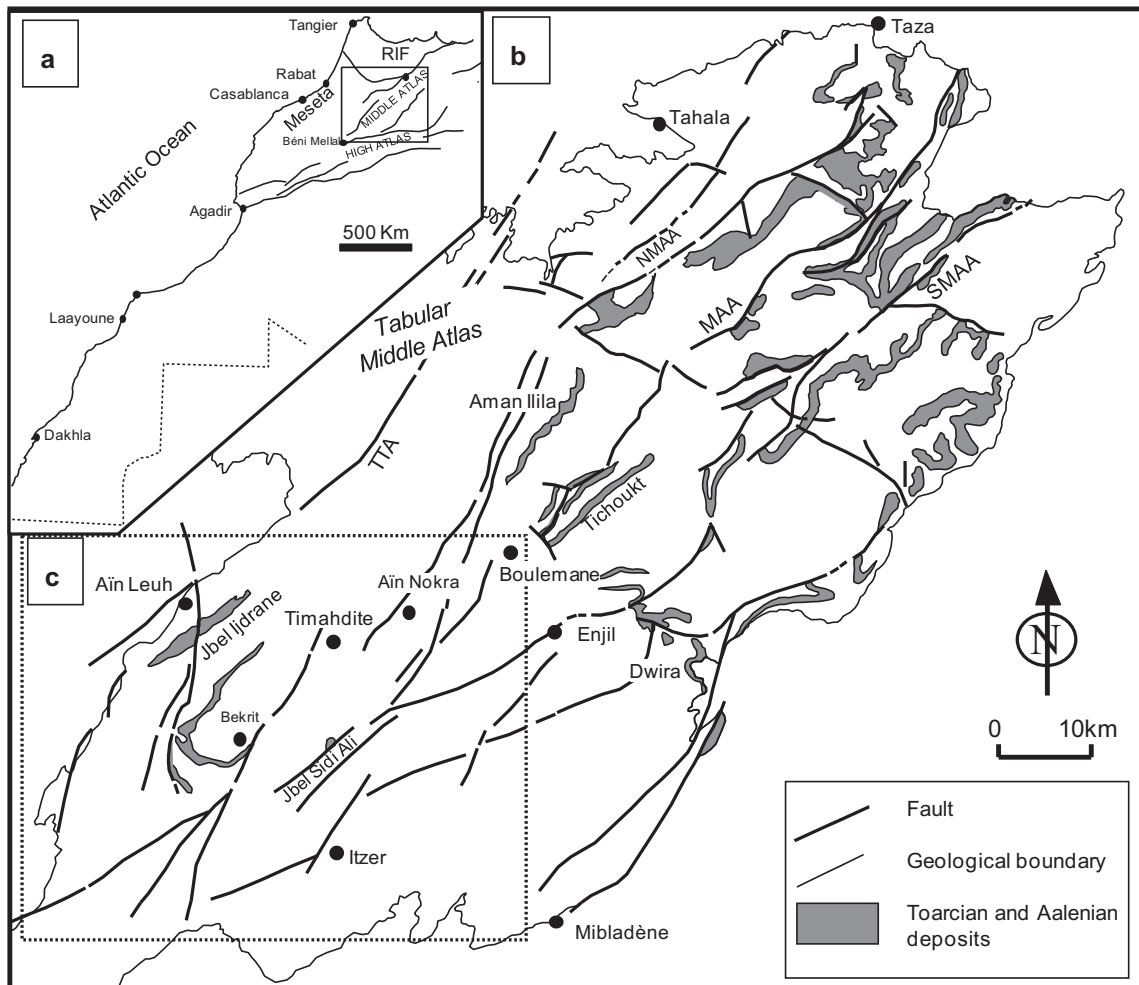 a
Tangier
RIF
Rabat
Casablanca
Meseta
MIDDLE ATLAS
Béni Mellal
HIGH ATLAS
Atlantic Ocean
Agadir
500 Km
Laayoune
Dakhla
b
Taza
Tahala
NMAA
SMAA
MAA
Tabular
Middle Atlas
TTA
Aman Ilila
Tichoukt
c
Aïn Leuh
Jbel Ijdrane
Timahdite
Aïn Nokra
Boulemane
Enjil
Dwira
Bekrit
Jbel Sidi Ali
Itzer
Mibladène
N
0 10km
Fault
Geological boundary
Toarcian and Aalenian
deposits